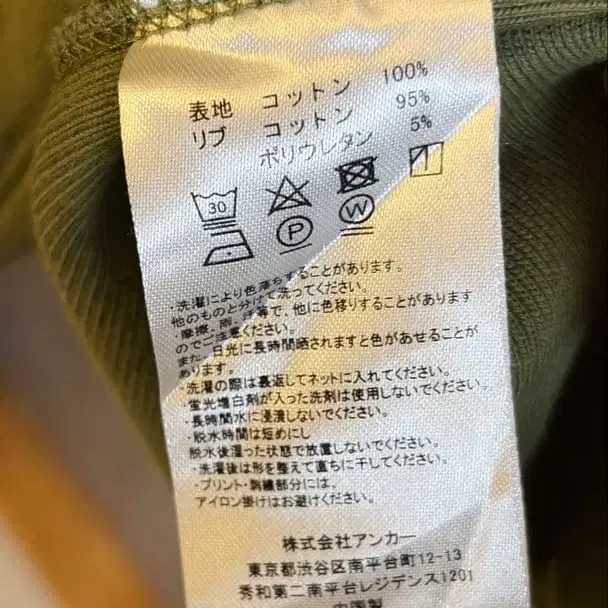 表地 コットン 100%
リブ コットン 95%
ポリウレタン 5%
30
P W
・洗濯により色落ちすることがあります。
他のものと分けて洗ってください。
・摩擦、雨、汗等で、他に色移りすることがあります
のでご注意ください。
また、日光に長時間晒されますと色があせることが
あります。
・洗濯の際は裏返してネットに入れてください。
・蛍光増白剤が入った洗剤は使用しないでください。
・長時間水に浸漬しないでください。
・脱水時間は短めにし
脱水後湿った状態で放置しないでください。
・洗濯後は形を整えて直ちに干してください。
・プリント・刺繍部分には、
アイロン掛けはお避けください。
株式会社アンカー
東京都渋谷区南平台町12-13
秀和第二南平台レジデンス1201
中国製